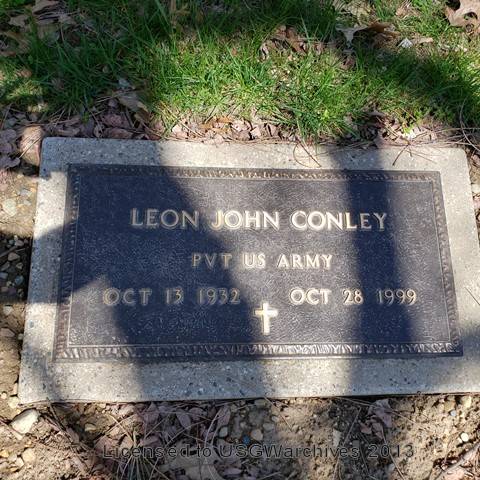 LEON JOHN CONLEY
PVT US ARMY
OCT 13 1932 OCT 28 1999
Licensed to USGWarchives 2013